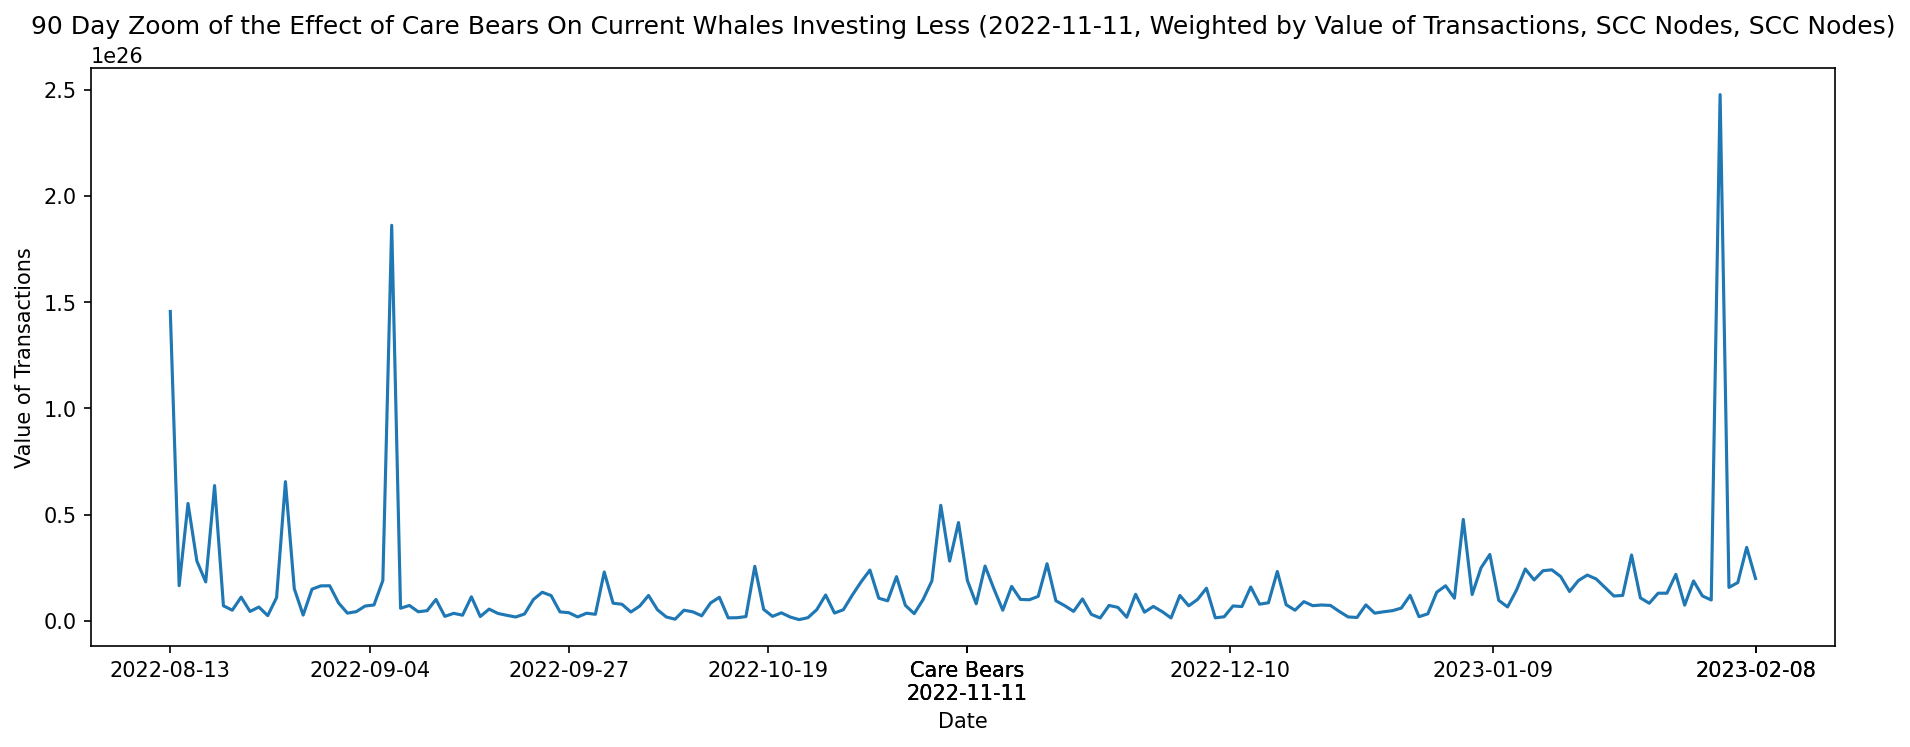 90 Day Zoom of the Effect of Care Bears On Current Whales Investing Less (2022-11-11, Weighted by Value of Transactions, SCC Nodes, SCC Nodes)
1e26
2.5
2.0
1.5
1.0
0.5
0.0
Value of Transactions
2022-08-13
2022-09-04
2022-09-27
2022-10-19
Care Bears
2022-11-11
2022-12-10
2023-01-09
2023-02-08
Date